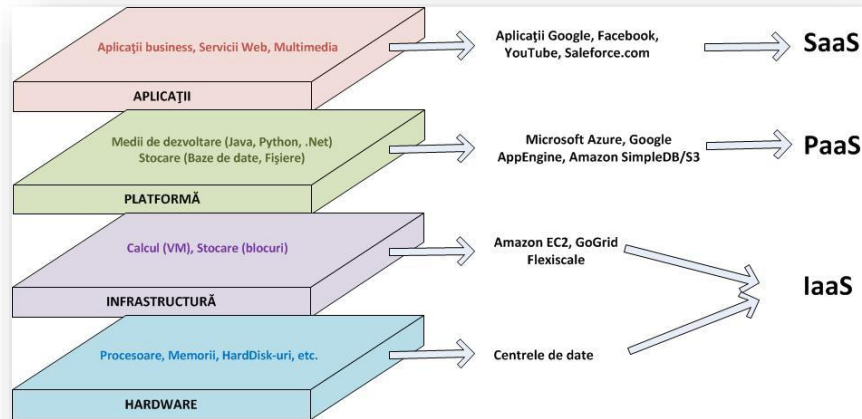 Aplicaţii business, Servicii Web, Multimedia
APLICAŢII
Aplicaţii Google, Facebook,
YouTube, Saleforce.com
SaaS
Medii de dezvoltare (Java, Python, .Net)
Stocare (Baze de date, Fişiere)
PLATFORMĂ
Microsoft Azure, Google
AppEngine, Amazon SimpleDB/S3
PaaS
Calcul (VM), Stocare (blocuri)
INFRASTRUCTURĂ
Amazon EC2, GoGrid
Flexiscale
IaaS
Procesoare, Memorii, HardDisk-uri, etc.
HARDWARE
Centrele de date